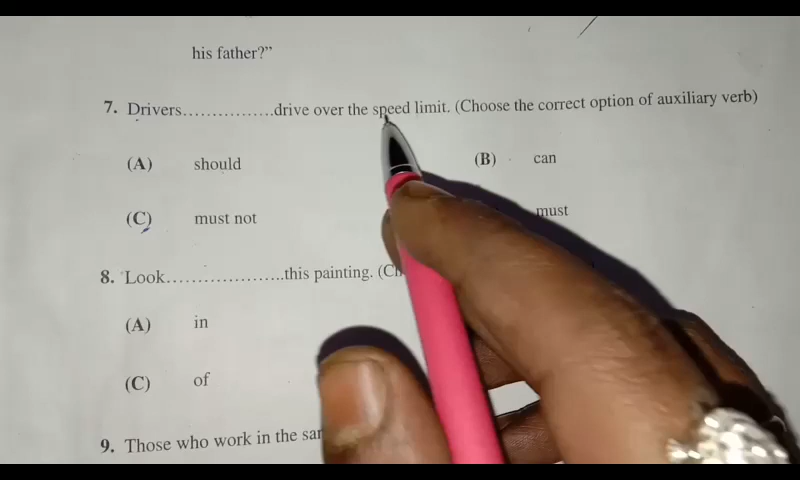 his father?”
7. Drivers...............drive over the speed limit. (Choose the correct option of auxiliary verb)
(A) should (B) can
(C) must not must
8. Look...................this painting. (Ch
(A) in
(C) of
9. Those who work in the